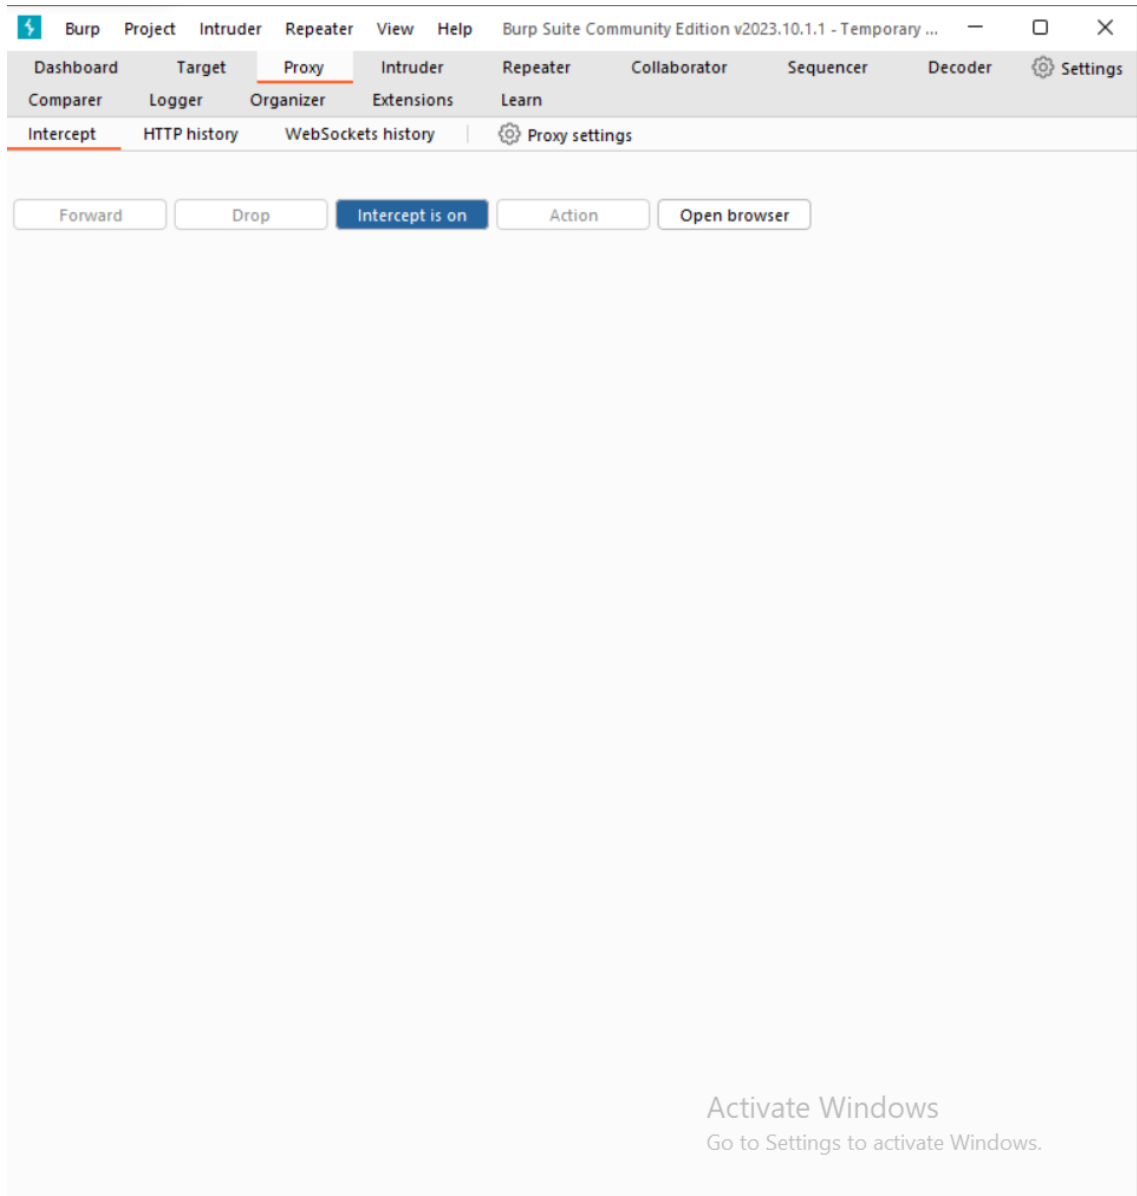 Burp Project Intruder Repeater View Help Burp Suite Community Edition v2023.10.1.1 - Temporary ...
Dashboard Target Proxy Intruder Repeater Collaborator Sequencer Decoder Settings
Comparer Logger Organizer Extensions Learn
Intercept HTTP history WebSockets history Proxy settings
Forward Drop Intercept is on Action Open browser
Activate Windows
Go to Settings to activate Windows.